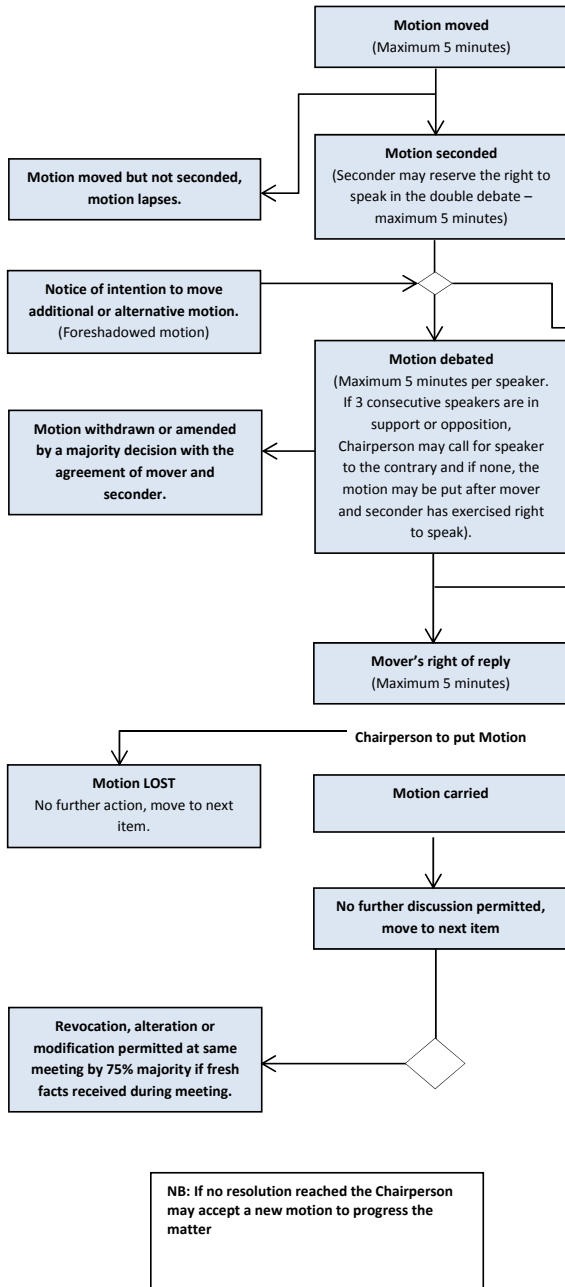 Motion moved
(Maximum 5 minutes)
Motion seconded
(Seconder may reserve the right to
speak in the double debate –
maximum 5 minutes)
Motion moved but not seconded,
motion lapses.
Notice of intention to move
additional or alternative motion.
(Foreshadowed motion)
Motion debated
(Maximum 5 minutes per speaker.
If 3 consecutive speakers are in
support or opposition,
Chairperson may call for speaker
to the contrary and if none, the
motion may be put after mover
and seconder has exercised right
to speak).
Motion withdrawn or amended
by a majority decision with the
agreement of mover and
seconder.
Mover’s right of reply
(Maximum 5 minutes)
Chairperson to put Motion
Motion LOST
No further action, move to next
item.
Motion carried
No further discussion permitted,
move to next item
Revocation, alteration or
modification permitted at same
meeting by 75% majority if fresh
facts received during meeting.
NB: If no resolution reached the Chairperson
may accept a new motion to progress the
matter